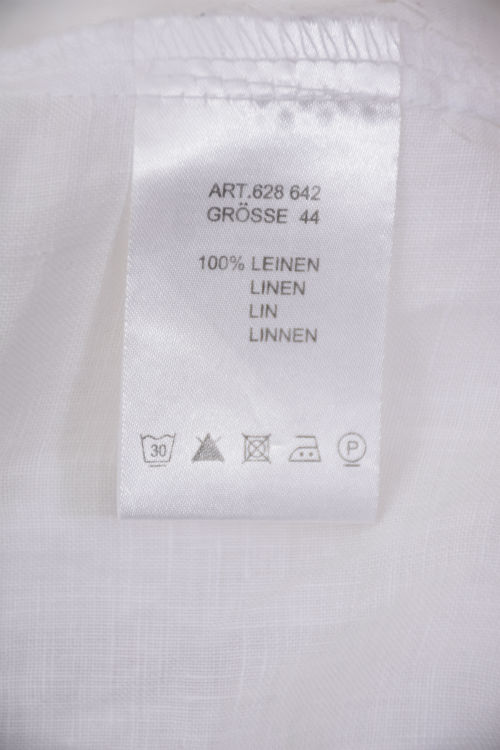 ART.628 642
GRÖSSE 44
100% LEINEN
LINEN
LIN
LINNEN
30
P